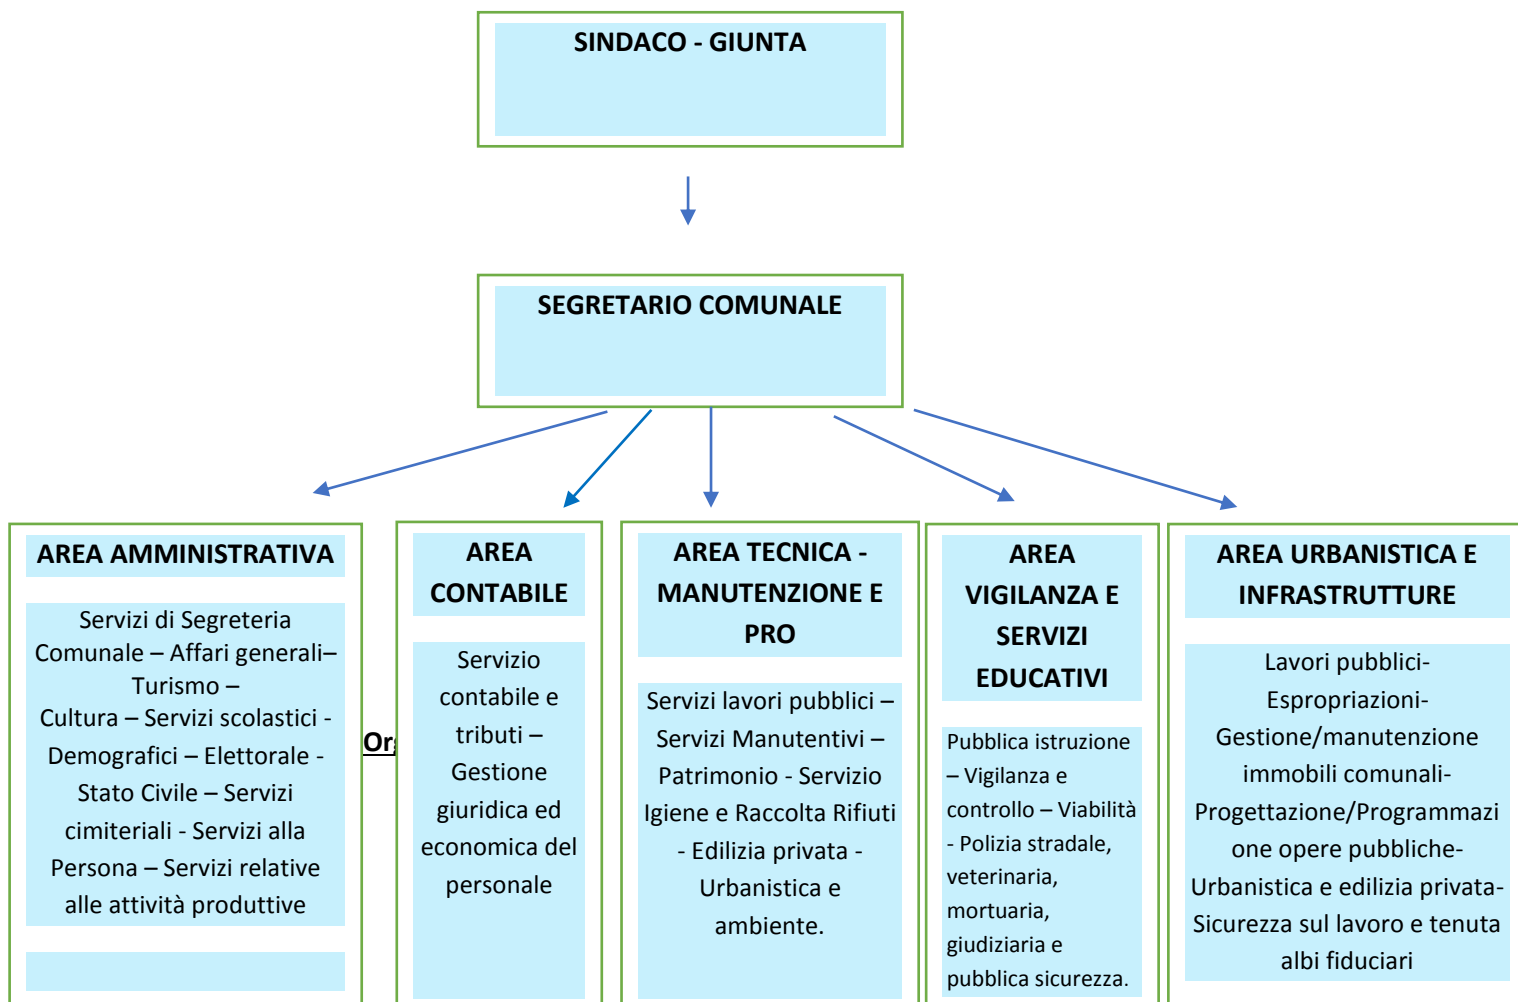 SINDACO - GIUNTA
SEGRETARIO COMUNALE
AREA AMMINISTRATIVA
Servizi di Segreteria
Comunale – Affari generali–
Turismo –
Cultura – Servizi scolastici -
Demografici – Elettorale -
Stato Civile – Servizi
cimiteriali - Servizi alla
Persona – Servizi relative
alle attività produttive
AREA
CONTABILE
Servizio
contabile e
tributi –
Gestione
giuridica ed
economica del
personale
AREA TECNICA -
MANUTENZIONE E
PRO
Servizi lavori pubblici –
Servizi Manutentivi –
Patrimonio - Servizio
Igiene e Raccolta Rifiuti
- Edilizia privata -
Urbanistica e
ambiente.
AREA
VIGILANZA E
SERVIZI
EDUCATIVI
Pubblica istruzione
– Vigilanza e
controllo – Viabilità
- Polizia stradale,
veterinaria,
mortuaria,
giudiziaria e
pubblica sicurezza.
AREA URBANISTICA E
INFRASTRUTTURE
Lavori pubblici-
Espropriazioni-
Gestione/manutenzione
immobili comunali-
Progettazione/Programmazi
one opere pubbliche-
Urbanistica e edilizia privata-
Sicurezza sul lavoro e tenuta
albi fiduciari